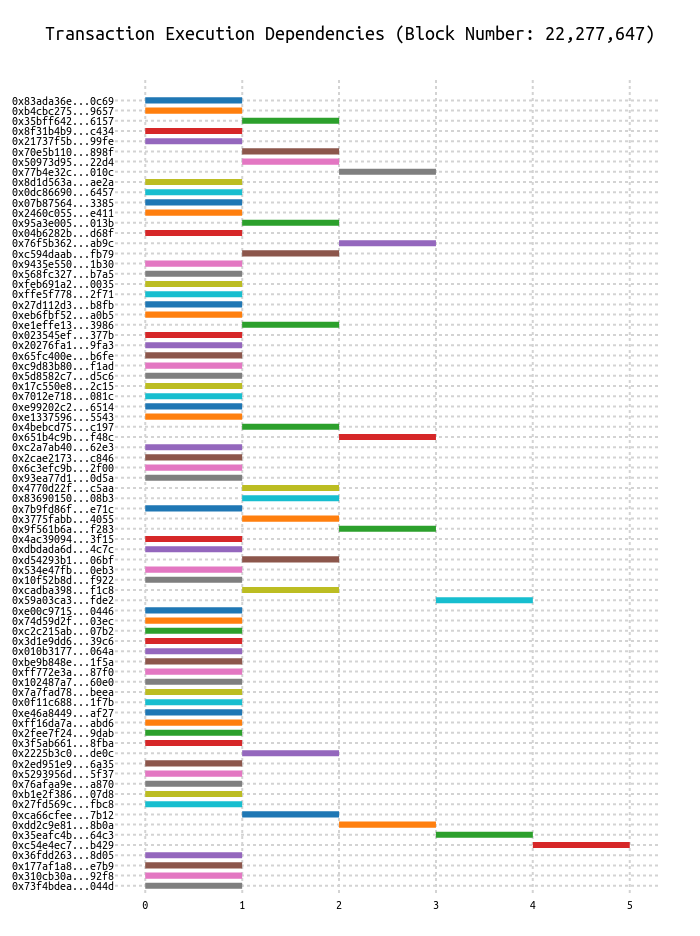 Transaction Execution Dependencies (Block Number: 22,277,647)
0x83ada36e...0c69
0xb4cbc275...9657
0x35bff642...6157
0x8f31b4b9...c434
0x21737f5b...99fe
0x70e5b110...898f
0x50973d95...22d4
0x77b4e32c...010c
0x8d1d563a...ae2a
0x0dc86690...6457
0x07b87564...3385
0x2460c055...e411
0x95a3e005...013b
0x04b6282b...d68f
0x76f5b362...ab9c
0xc594daab...fb79
0x9435e550...1b30
0x568fc327...b7a5
0xfeb691a2...0035
0xffe5f778...2f71
0x27d112d3...b8fb
0xeb6fbf52...a0b5
0xe1effe13...3986
0x023545ef...377b
0x20276fa1...9fa3
0x65fc400e...b6fe
0xc9d83b80...f1ad
0x5d8582c7...d5c6
0x17c550e8...2c15
0x7012e718...081c
0xe99202c2...6514
0xe1337596...5543
0x4bebcd75...c197
0x651b4c9b...f48c
0xc2a7ab40...62e3
0x2cae2173...c846
0x6c3efc9b...2f00
0x93ea77d1...0d5a
0x4770d22f...c5aa
0x83690150...08b3
0x7b9fd86f...e71c
0x3775fabb...4055
0x9f561b6a...f283
0x4ac39094...3f15
0xdbdada6d...4c7c
0xd54293b1...06bf
0x534e47fb...0eb3
0x10f52b8d...f922
0xcadba398...f1c8
0x59a03ca3...fde2
0xe00c9715...0446
0x74d59d2f...03ec
0xc2c215ab...07b2
0x3d1e9dd6...39c6
0x010b3177...064a
0xbe9b848e...1f5a
0xff772e3a...87f0
0x102487a7...60e0
0x7a7fad78...beea
0x0f11c688...1f7b
0xe46a8449...af27
0xff16da7a...abd6
0x2fee7f24...9dab
0x3f5ab661...8fba
0x2225b3c0...de0c
0x2ed951e9...6a35
0x5293956d...5f37
0x76afaa9e...a870
0xb1e2f386...07d8
0x27fd569c...fbc8
0xca66cfee...7b12
0xdd2c9e81...8b0a
0x35eafc4b...64c3
0xc54e4ec7...b429
0x36fdd263...8d05
0x177af1a8...e7b9
0x310cb30a...92f8
0x73f4bdea...044d
0 1 2 3 4 5